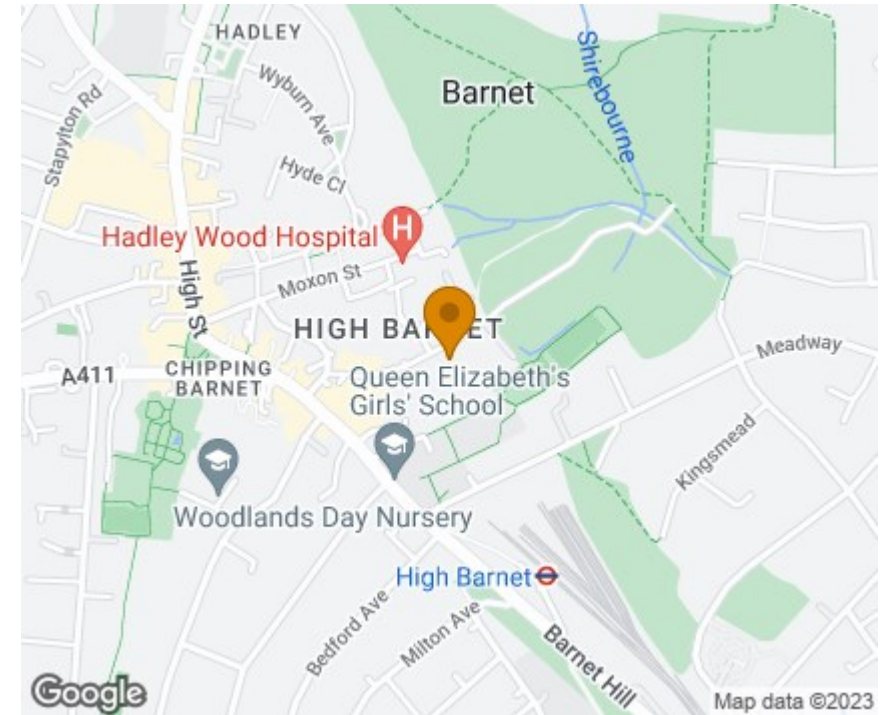 HADLEY
Wyburn Ave
Stapylton Rd
Barnet
Shirebourne
Hyde Cl
Hadley Wood Hospital
H
Moxon St
High St
HIGH BA ET
Meadway
A411
CHIPPING
BARNET
Queen Elizabeth's
Girls' School
Kingsmead
Woodlands Day Nursery
High Barnet
Bedford Ave
Milton Ave
Barnet Hill
Google
Map data ©2023